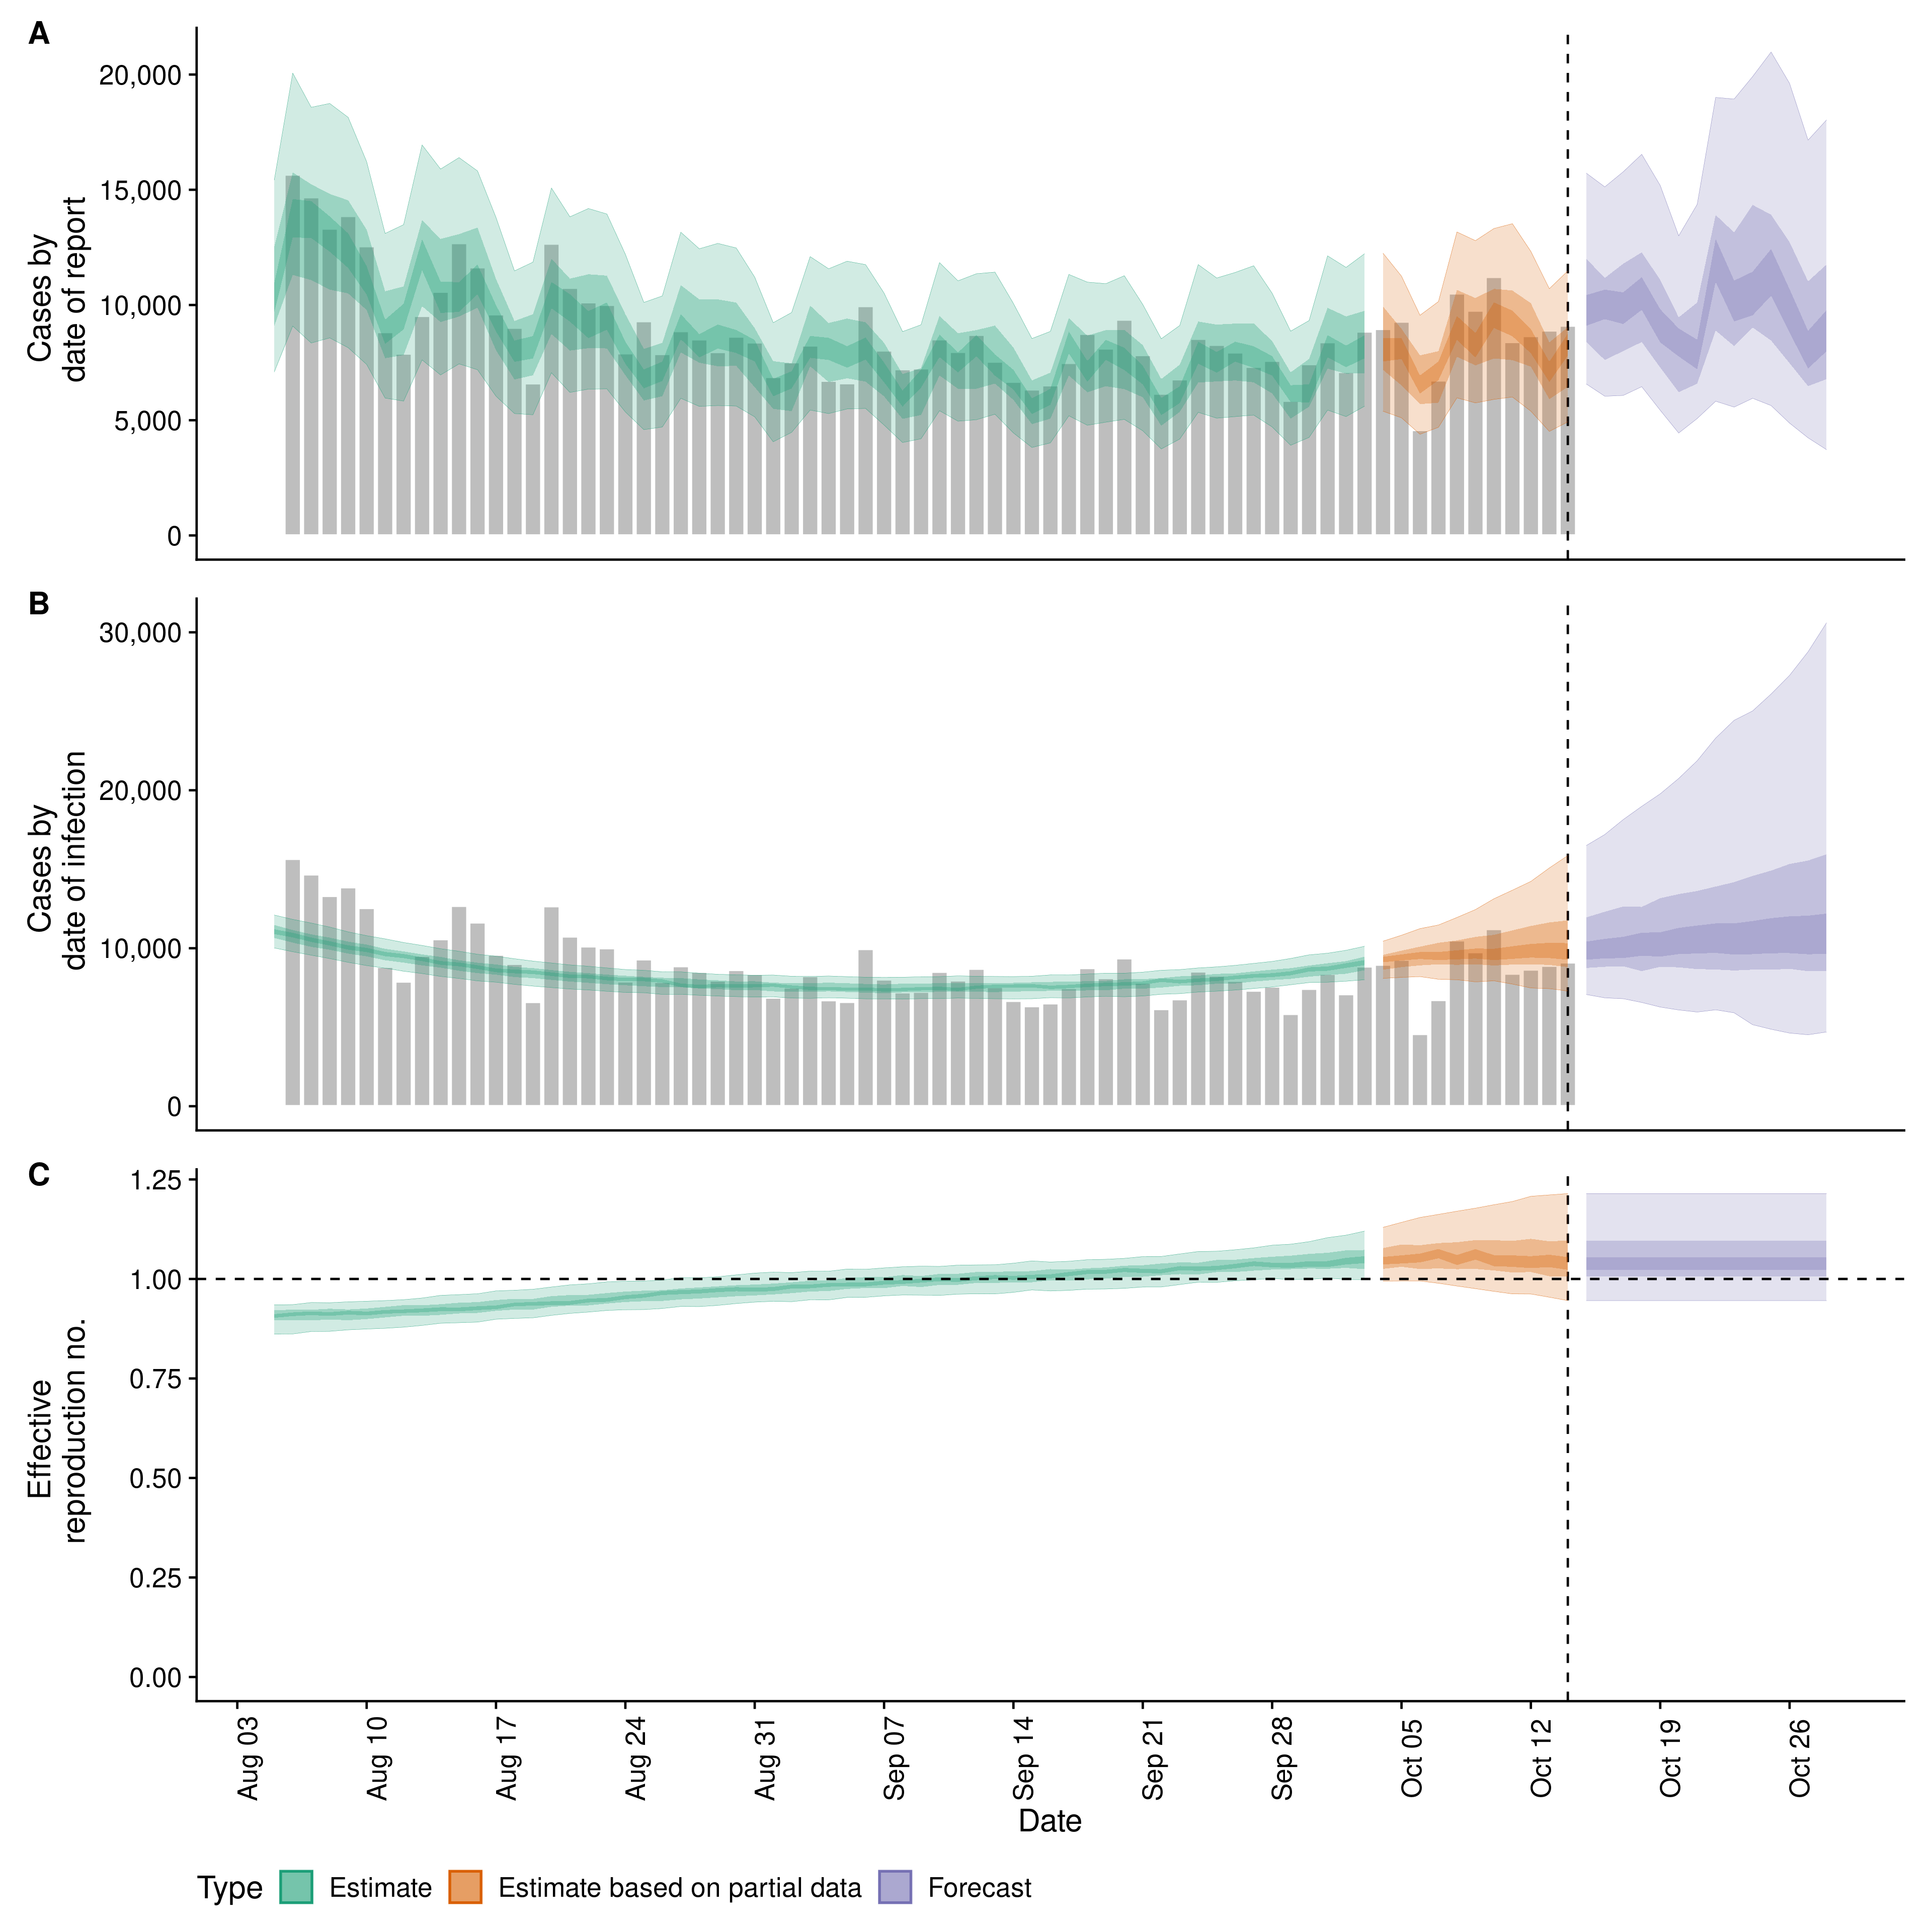 A
20,000
15,000
10,000
5,000
0
Cases by
date of report
B
30,000
20,000
10,000
0
Cases by
date of infection
C
1.25
1.00
0.75
0.50
0.25
0.00
Effective
reproduction no.
Aug 03
Aug 10
Aug 17
Aug 24
Aug 31
Sep 07
Sep 14
Sep 21
Sep 28
Oct 05
Oct 12
Oct 19
Oct 26
Date
Type Estimate Estimate based on partial data Forecast